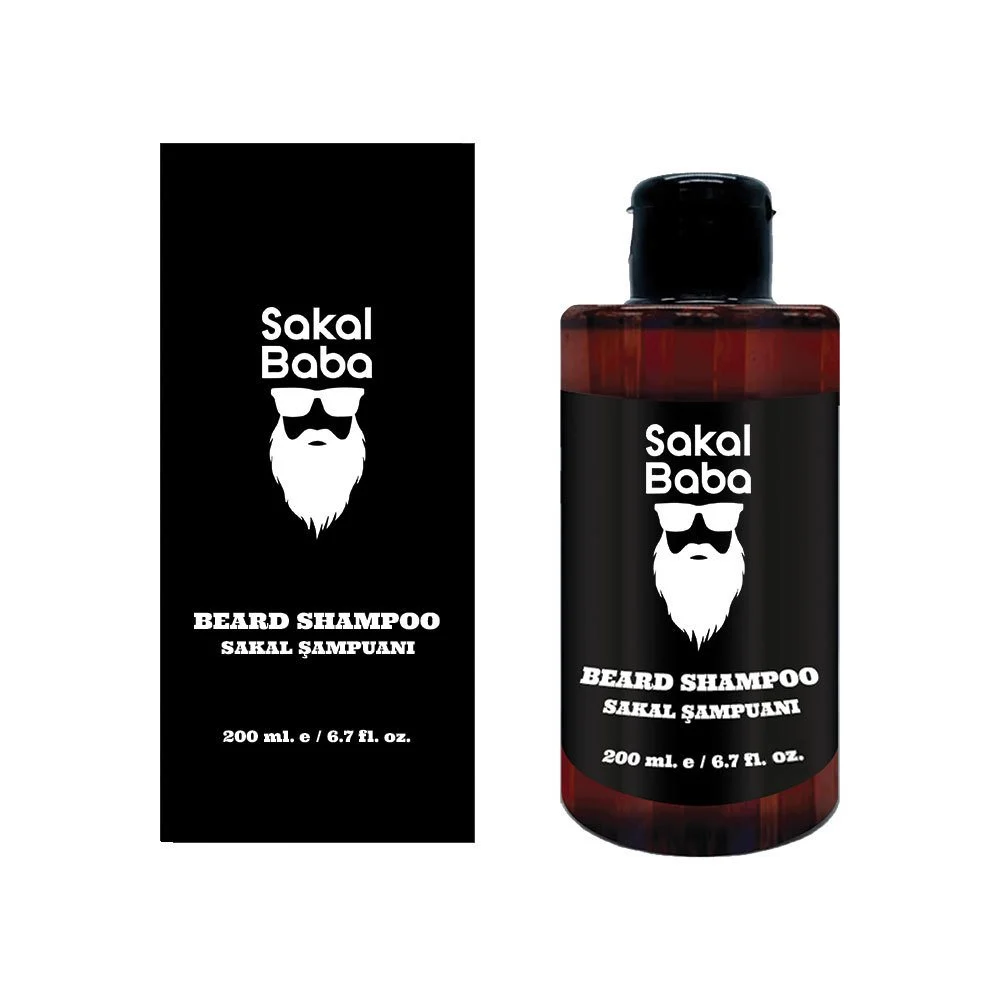 Sakal
Baba
BEARD SHAMPOO
SAKAL ŞAMPUANI
200 ml. e / 6.7 fl. oz.
Sakal
Baba
BEARD SHAMPOO
SAKAL ŞAMPUANI
200 ml. e / 6.7 fl. oz.